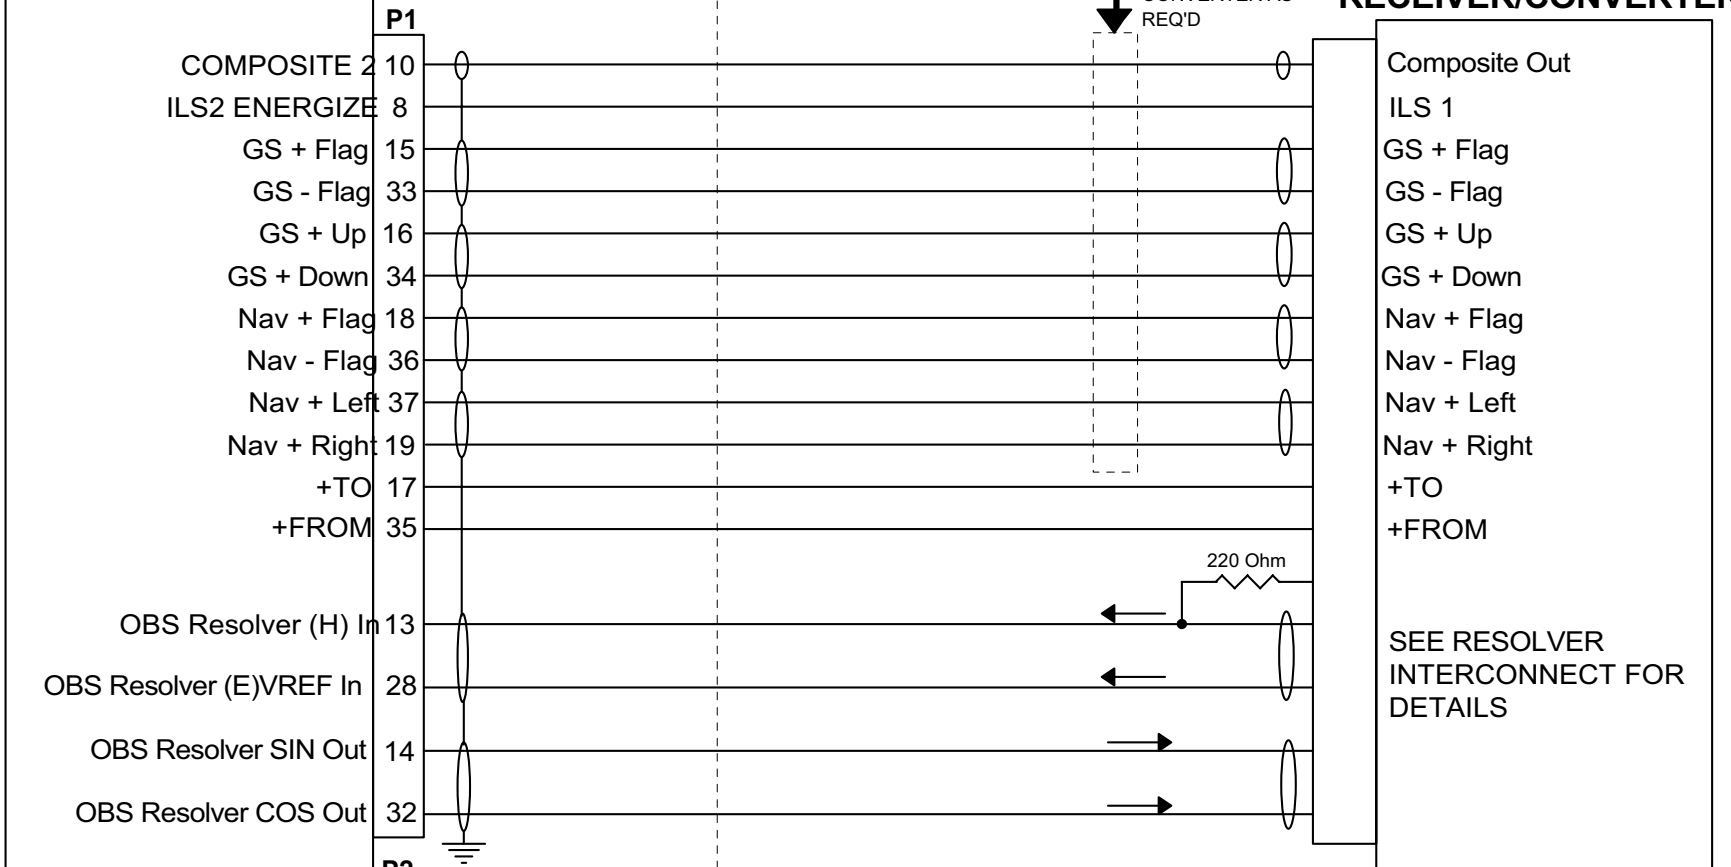 P1
REQ'D
COMPOSITE 2 10 Composite Out
ILS2 ENERGIZE 8 ILS 1
GS + Flag 15 GS + Flag
GS - Flag 33 GS - Flag
GS + Up 16 GS + Up
GS + Down 34 GS + Down
Nav + Flag 18 Nav + Flag
Nav - Flag 36 Nav - Flag
Nav + Left 37 Nav + Left
Nav + Right 19 Nav + Right
+TO 17 +TO
+FROM 35 +FROM
220 Ohm
OBS Resolver (H) In 13
OBS Resolver (E)VREF In 28
OBS Resolver SIN Out 14
OBS Resolver COS Out 32
SEE RESOLVER
INTERCONNECT FOR
DETAILS